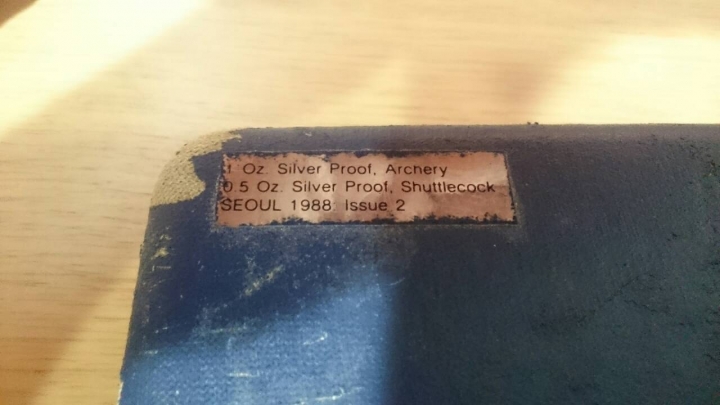 1 Oz. Silver Proof, Archery
0.5 Oz. Silver Proof, Shuttlecock
SEOUL 1988: Issue 2